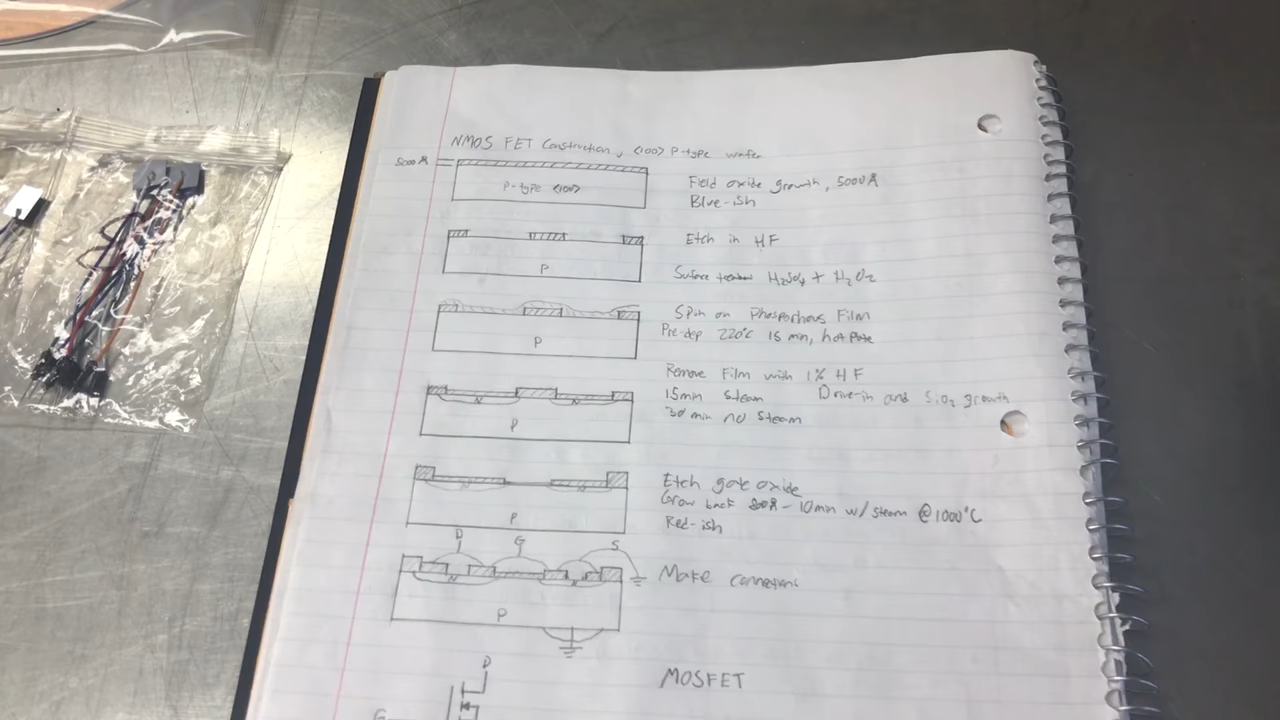 NMOS FET Construction, <100> P-type wafer
5000Å
P-type <100>
Field oxide growth, 5000Å
Blue-ish
P
Etch in HF
Surface H2SO4 + H2O2
P
Spin on Phosporhous Film
Pre-dep 220°C 15 min, hot Plate
N N
P
Remove Film with 1% HF
15min Steam Drive-in and SiO2 growth
30 min no Steam
N N
P
Etch gate oxide
Grow back 800Å - 10min w/ steam @ 1000°C
Red-ish
D G S
N N
P
Make connections
MOSFET
D
G